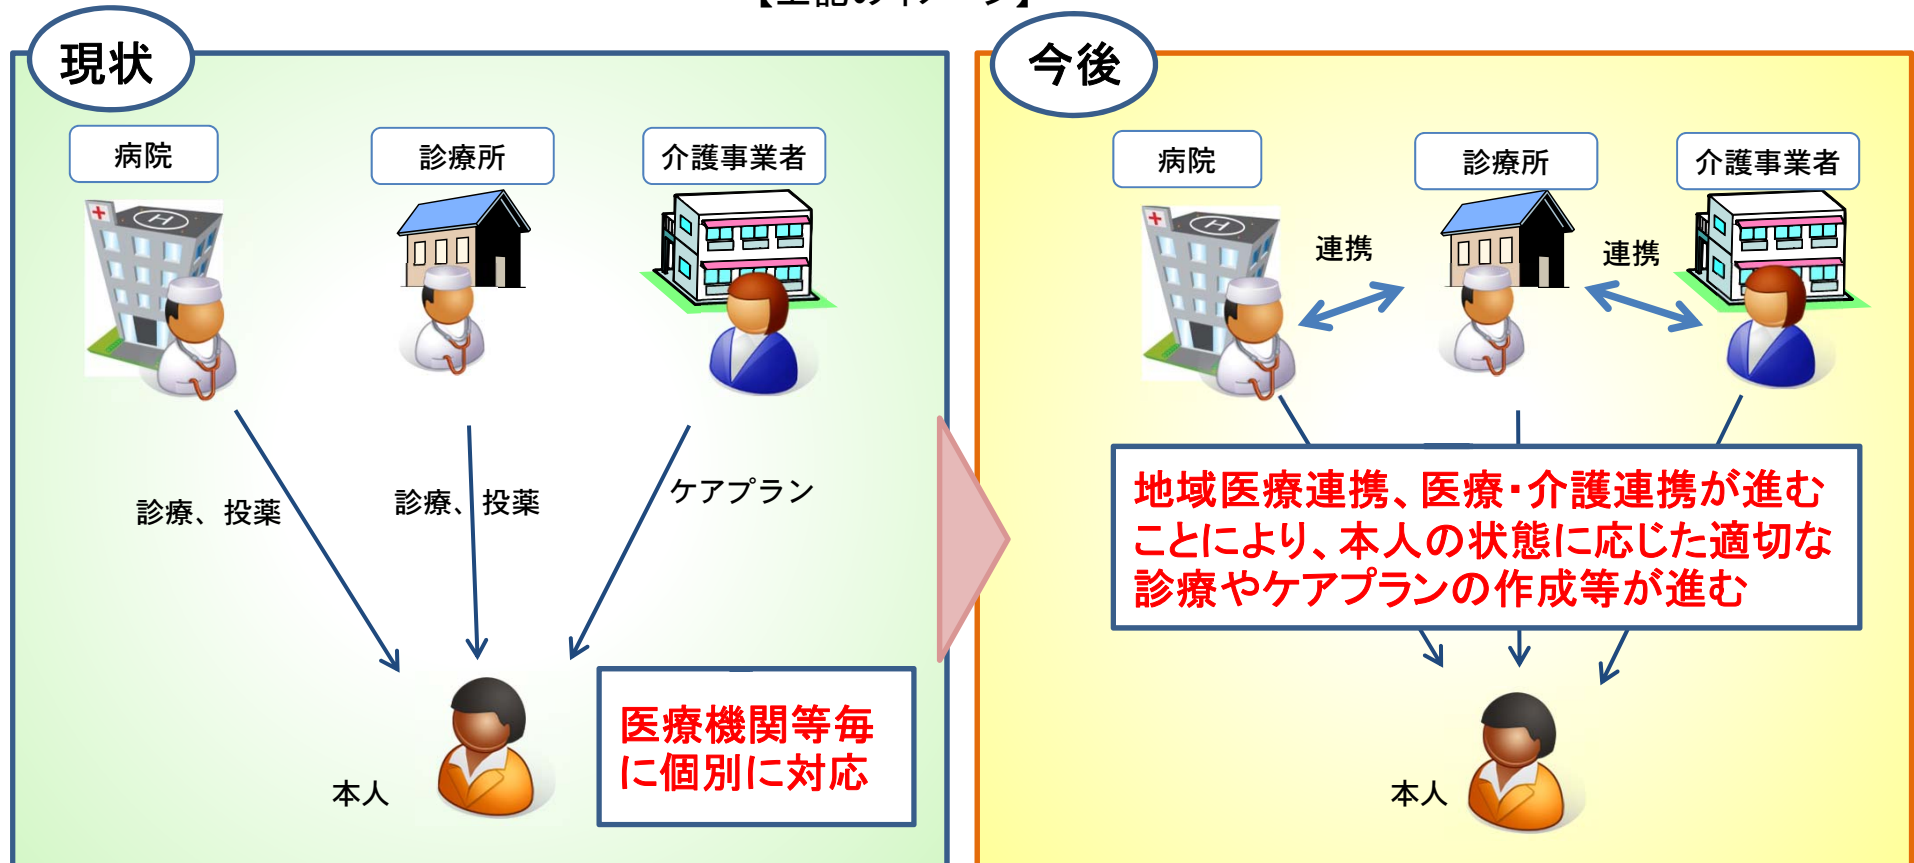 現状
病院
診療所
介護事業者
診療、投薬
診療、投薬
ケアプラン
本人
医療機関等毎
に個別に対応
今後
病院
診療所
介護事業者
連携
連携
地域医療連携、医療・介護連携が進む
ことにより、本人の状態に応じた適切な
診療やケアプランの作成等が進む
本人